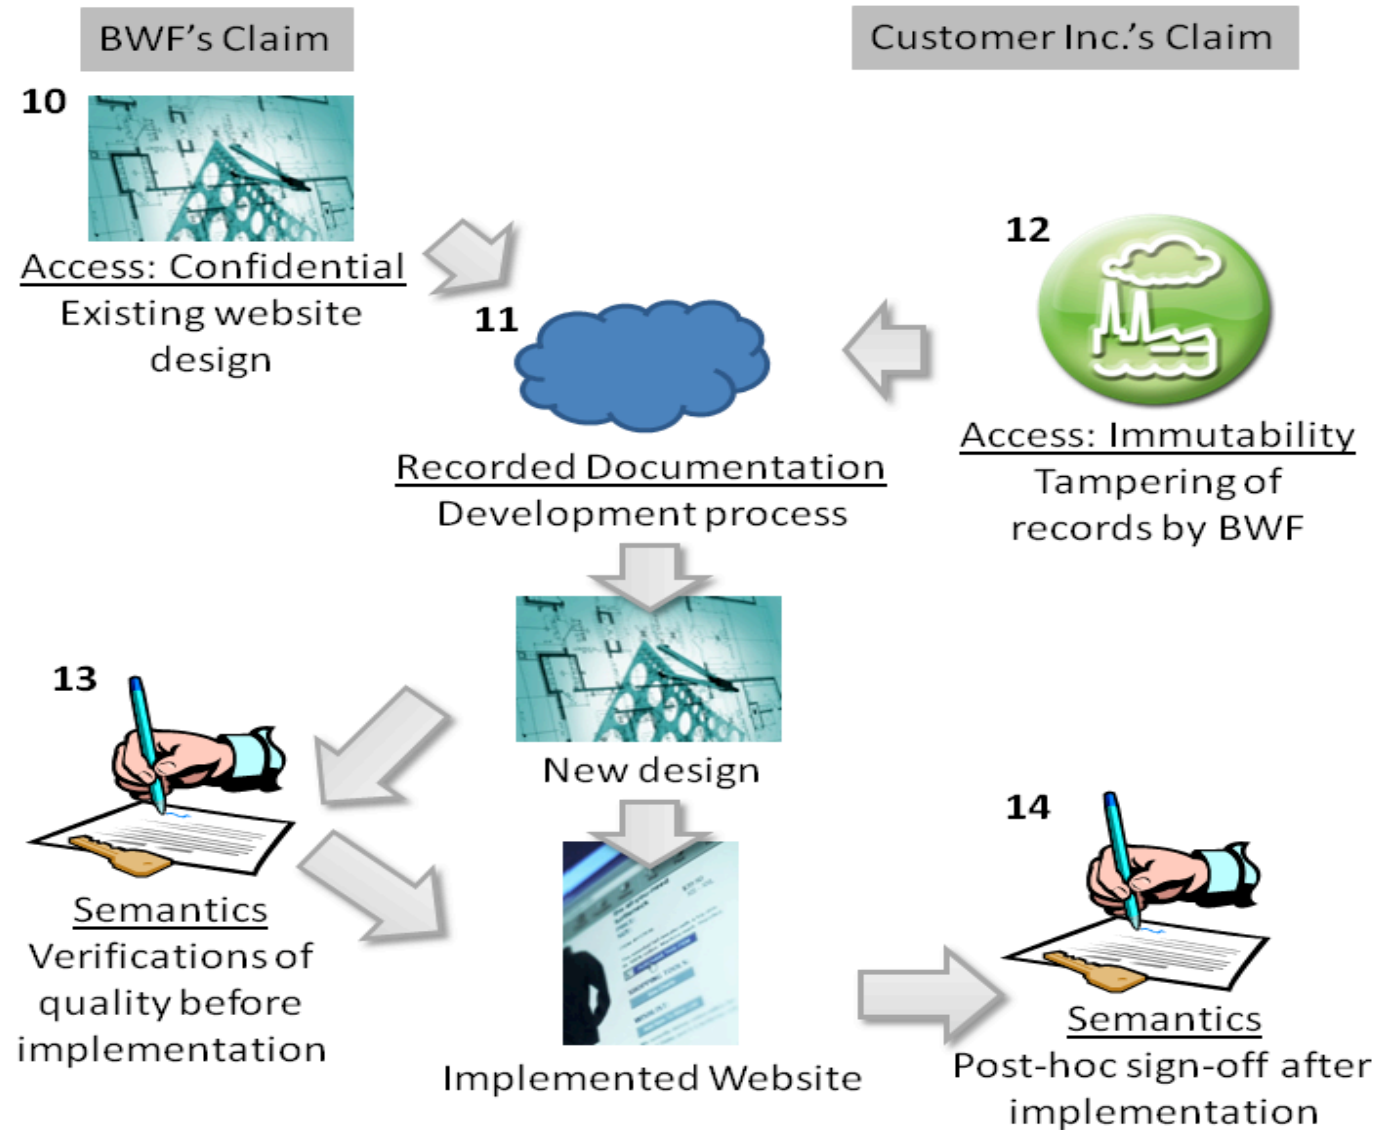 BWF's Claim
Customer Inc.'s Claim
10
Access: Confidential
Existing website
design
11
Recorded Documentation
Development process
12
Access: Immutability
Tampering of
records by BWF
New design
13
Semantics
Verifications of
quality before
implementation
Implemented Website
14
Semantics
Post-hoc sign-off after
implementation